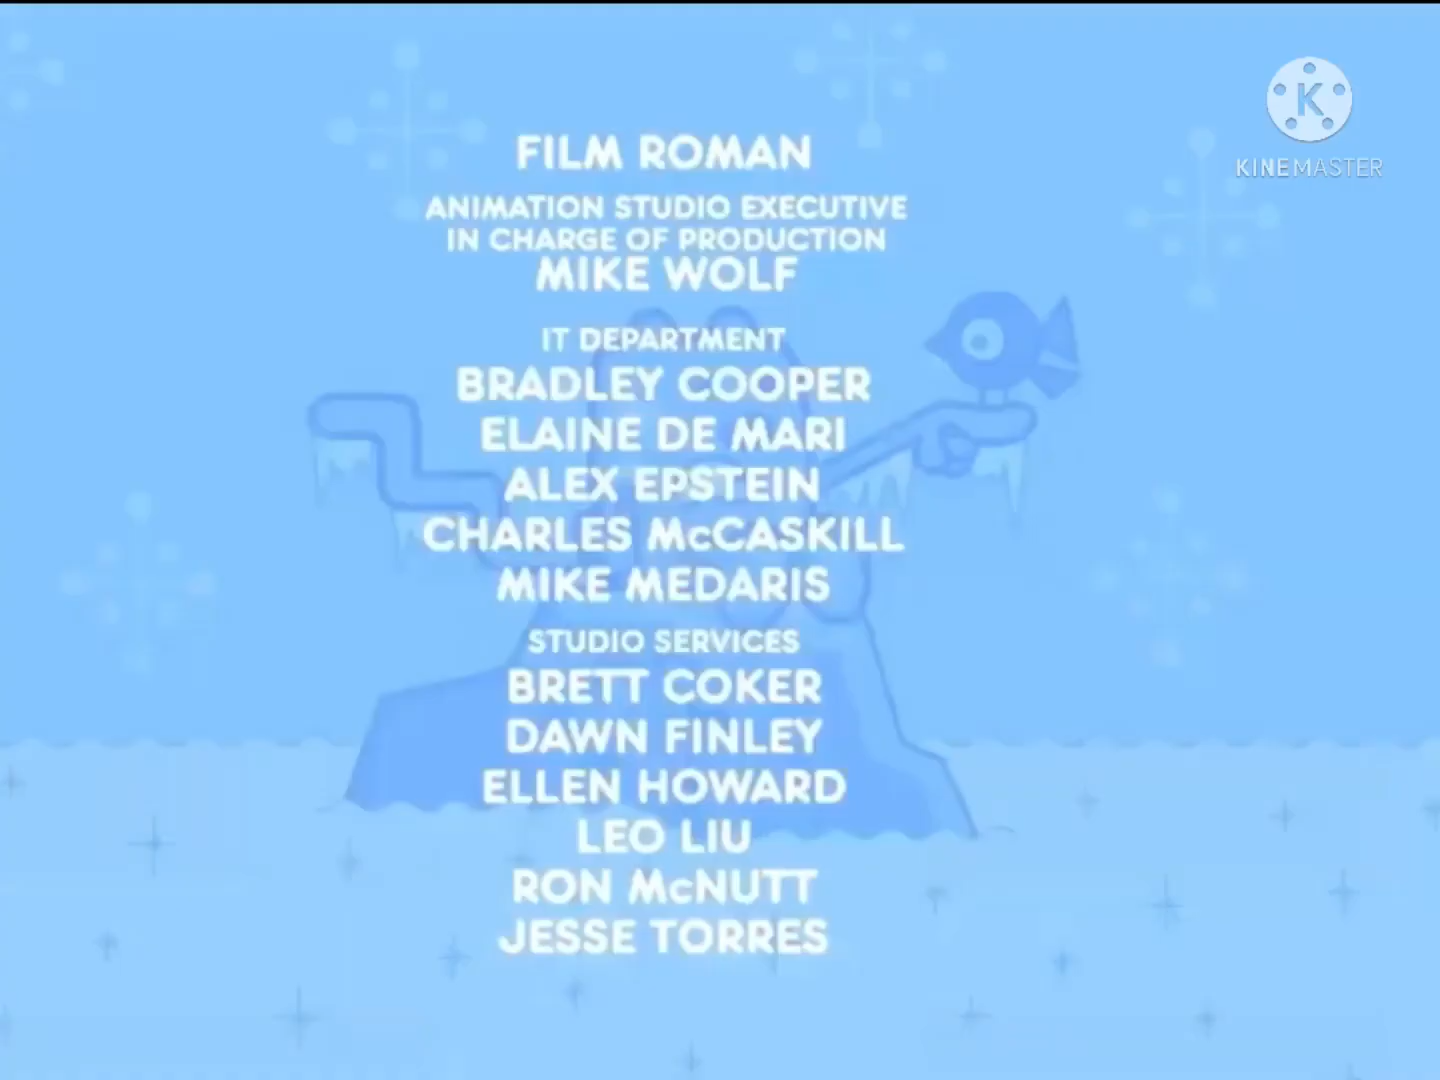 FILM ROMAN
ANIMATION STUDIO EXECUTIVE
IN CHARGE OF PRODUCTION
MIKE WOLF
IT DEPARTMENT
BRADLEY COOPER
ELAINE DE MARI
ALEX EPSTEIN
CHARLES McCASKILL
MIKE MEDARIS
STUDIO SERVICES
BRETT COKER
DAWN FINLEY
ELLEN HOWARD
LEO LIU
RON McNUTT
JESSE TORRES
K
KINEMASTER